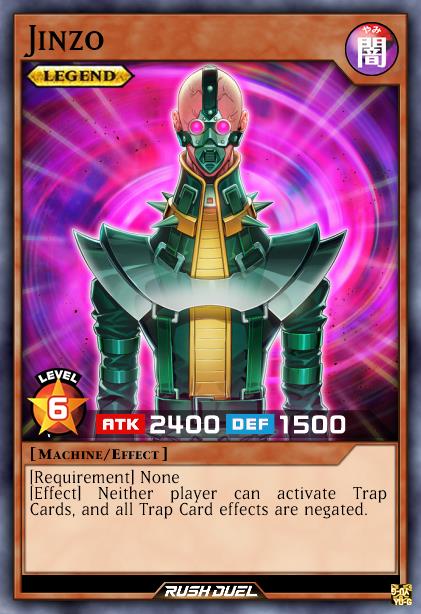 Jinzo
やみ
闇
LEGEND
LEVEL
6
ATK 2400 DEF 1500
[ Machine/Effect ]
[Requirement] None
[Effect] Neither player can activate Trap
Cards, and all Trap Card effects are negated.
RUSH DUEL